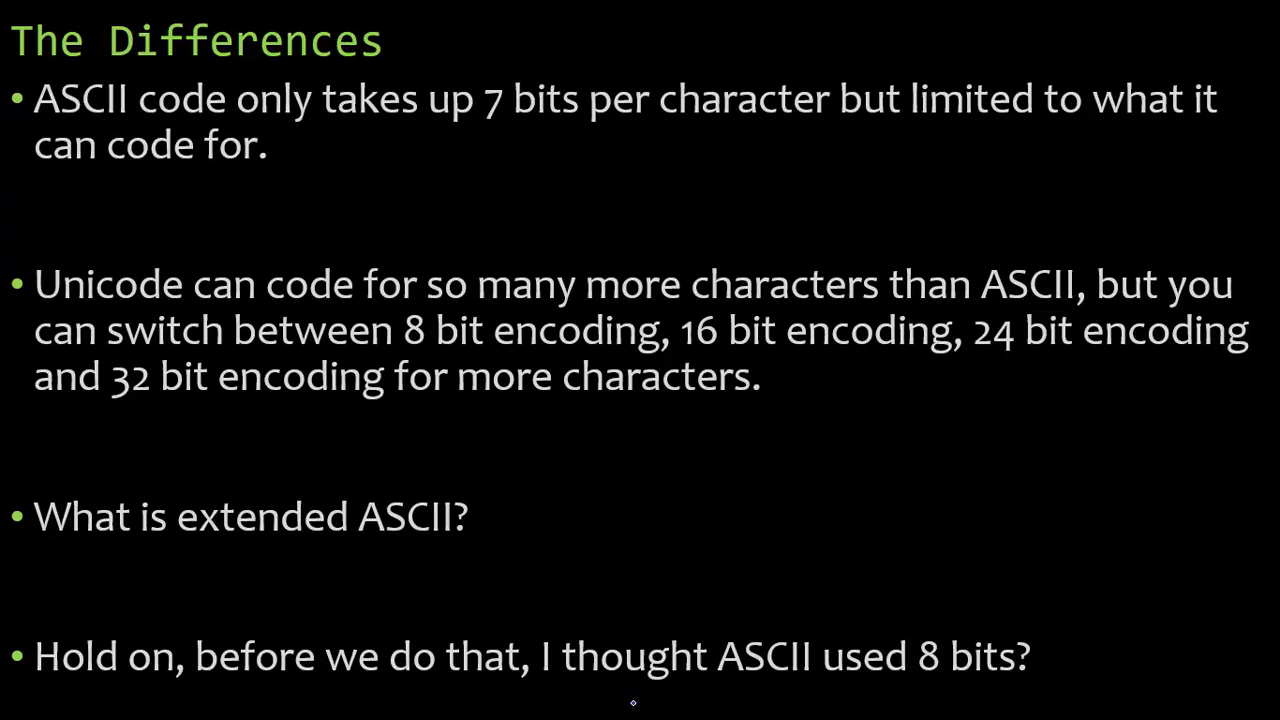 The Differences
• ASCII code only takes up 7 bits per character but limited to what it
can code for.
• Unicode can code for so many more characters than ASCII, but you
can switch between 8 bit encoding, 16 bit encoding, 24 bit encoding
and 32 bit encoding for more characters.
• What is extended ASCII?
• Hold on, before we do that, I thought ASCII used 8 bits?